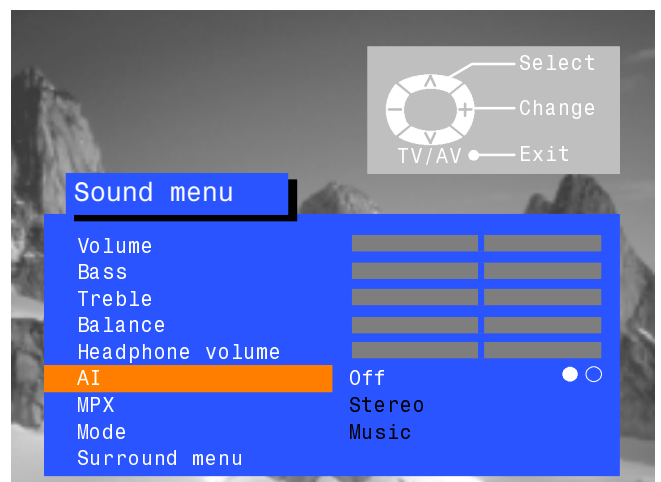 Select
Change
TV/AV Exit
Sound menu
Volume
Bass
Treble
Balance
Headphone volume
AI Off
MPX Stereo
Mode Music
Surround menu